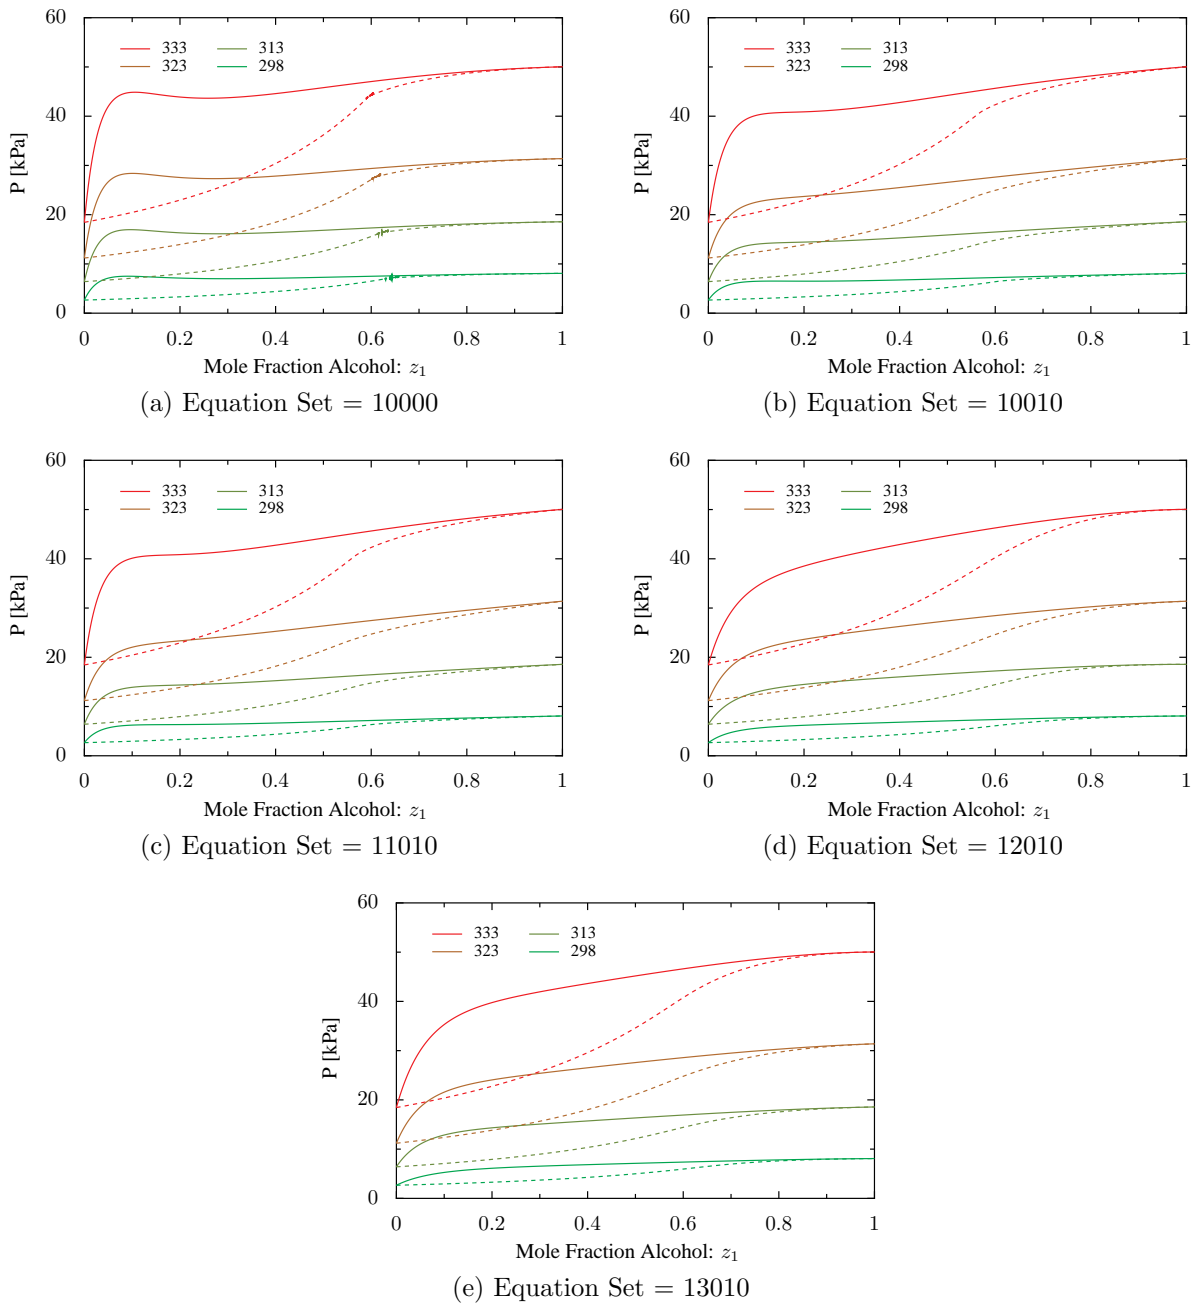 60
40
20
0
P [kPa]
333 313
323 298
0 0.2 0.4 0.6 0.8 1
Mole Fraction Alcohol: z₁
(a) Equation Set = 10000
60
40
20
0
P [kPa]
333 313
323 298
0 0.2 0.4 0.6 0.8 1
Mole Fraction Alcohol: z₁
(b) Equation Set = 10010
60
40
20
0
P [kPa]
333 313
323 298
0 0.2 0.4 0.6 0.8 1
Mole Fraction Alcohol: z₁
(c) Equation Set = 11010
60
40
20
0
P [kPa]
333 313
323 298
0 0.2 0.4 0.6 0.8 1
Mole Fraction Alcohol: z₁
(d) Equation Set = 12010
60
40
20
0
P [kPa]
333 313
323 298
0 0.2 0.4 0.6 0.8 1
Mole Fraction Alcohol: z₁
(e) Equation Set = 13010